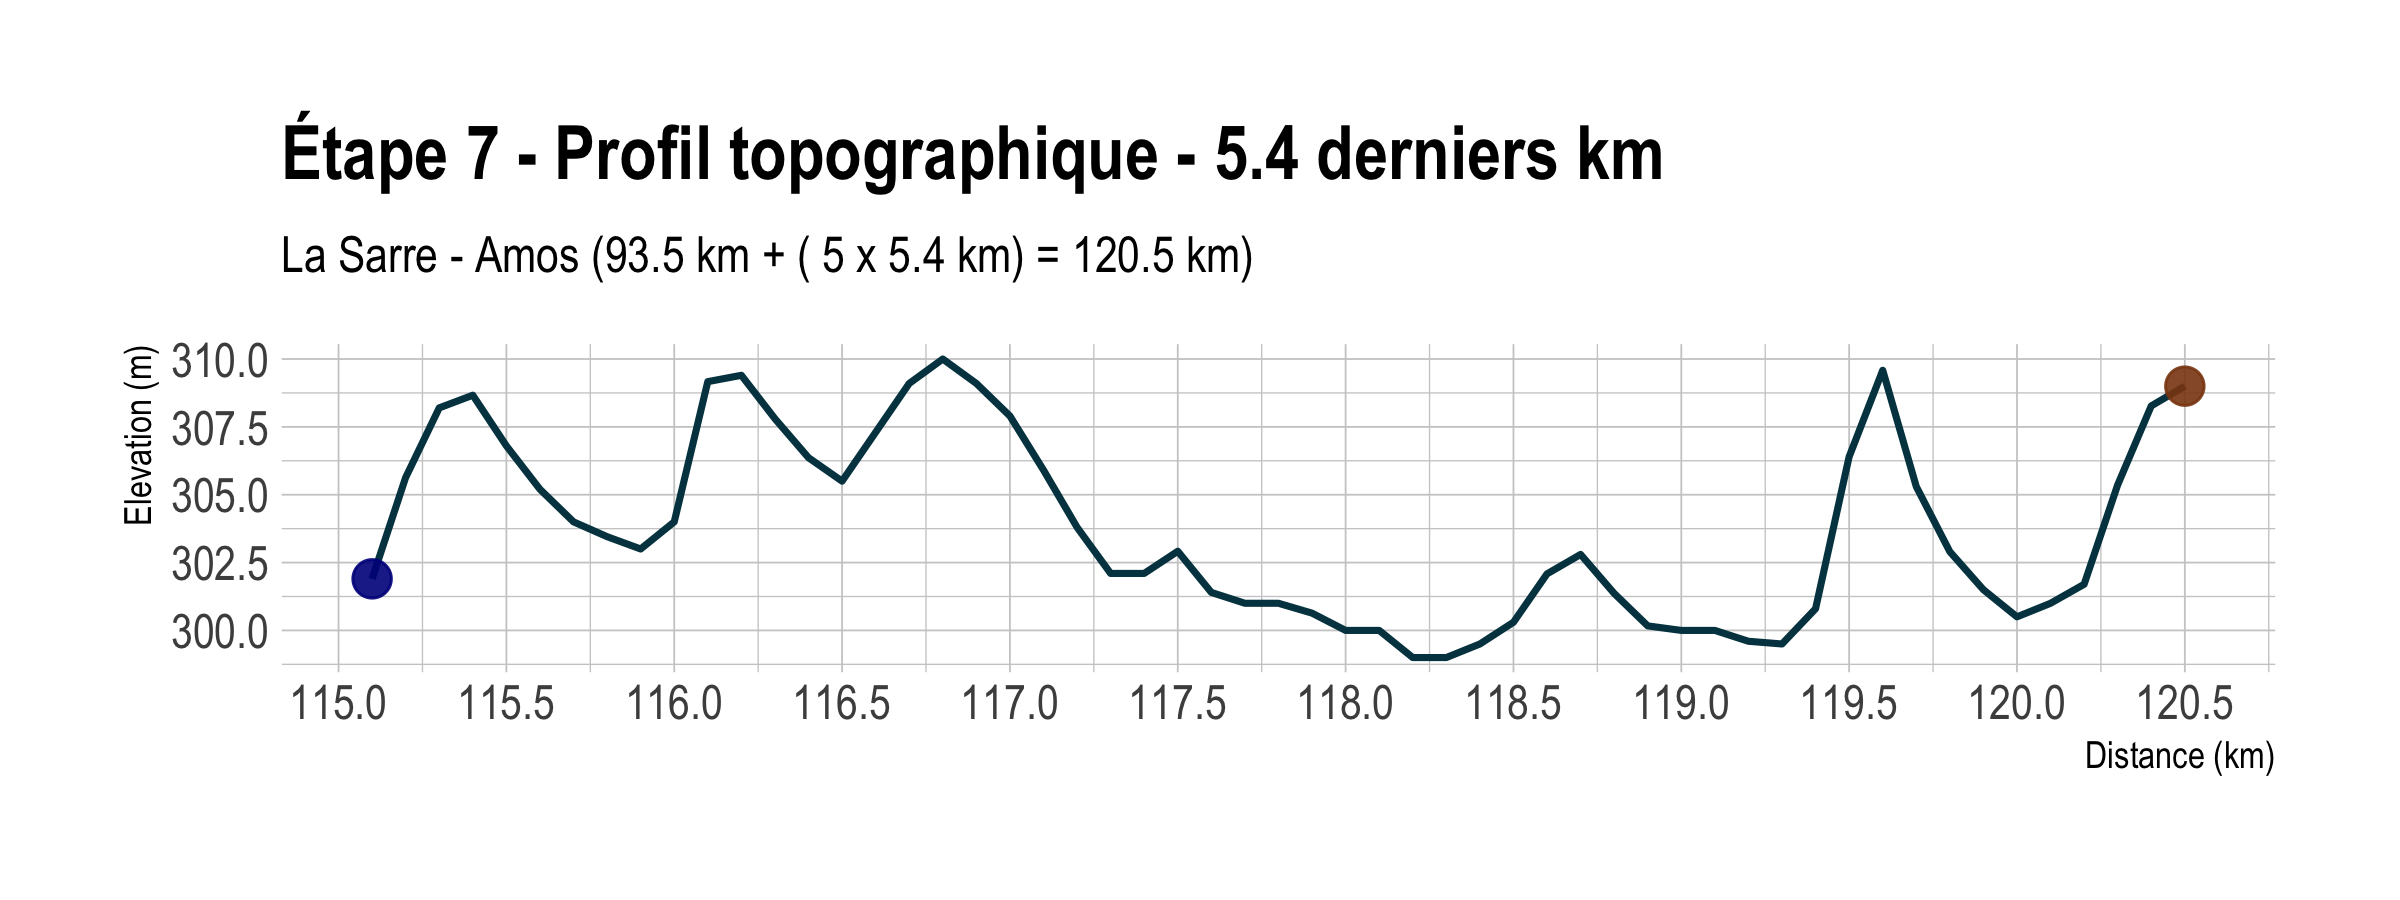 Étape 7 - Profil topographique - 5.4 derniers km
La Sarre - Amos (93.5 km + ( 5 x 5.4 km) = 120.5 km)
Elevation (m)
310.0
307.5
305.0
302.5
300.0
115.0 115.5 116.0 116.5 117.0 117.5 118.0 118.5 119.0 119.5 120.0 120.5
Distance (km)